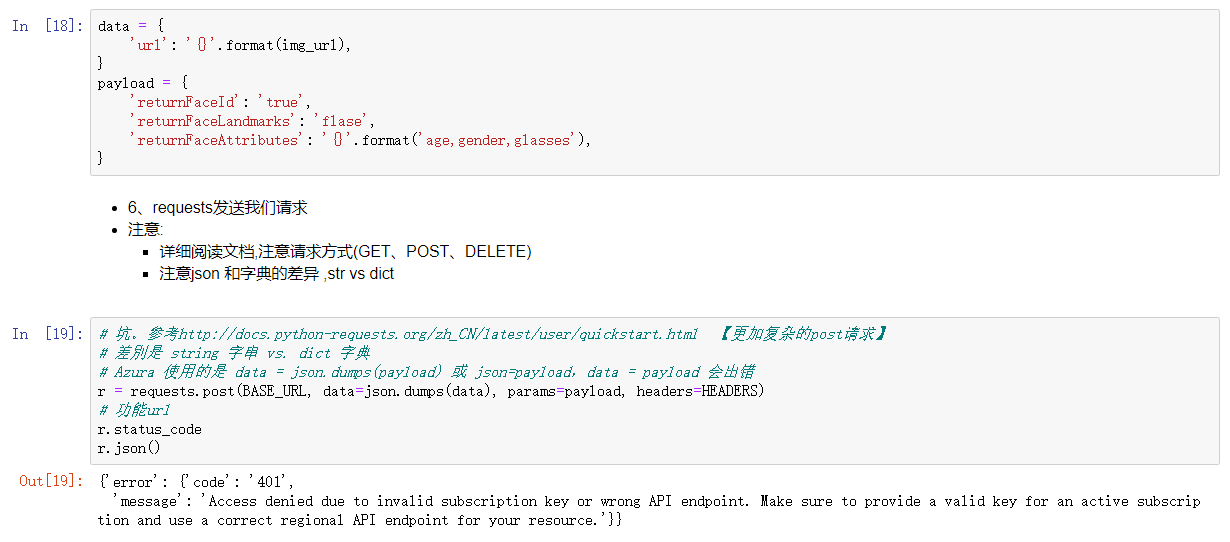 In [18]: data = {
'url': '{}'.format(img_url),
}
payload = {
'returnFaceId': 'true',
'returnFaceLandmarks': 'flase',
'returnFaceAttributes': '{}'.format('age,gender,glasses'),
}
6、requests发送我们请求
注意:
详细阅读文档,注意请求方式(GET、POST、DELETE)
注意json 和字典的差异 ,str vs dict
In [19]: # 坑。参考http://docs.python-requests.org/zh_CN/latest/user/quickstart.html 【更加复杂的post请求】
# 差别是 string 字串 vs. dict 字典
# Azura 使用的是 data = json.dumps(payload) 或 json=payload, data = payload 会出错
r = requests.post(BASE_URL, data=json.dumps(data), params=payload, headers=HEADERS)
# 功能url
r.status_code
r.json()
Out[19]: {'error': {'code': '401',
'message': 'Access denied due to invalid subscription key or wrong API endpoint. Make sure to provide a valid key for an active subscrip
tion and use a correct regional API endpoint for your resource.'}}